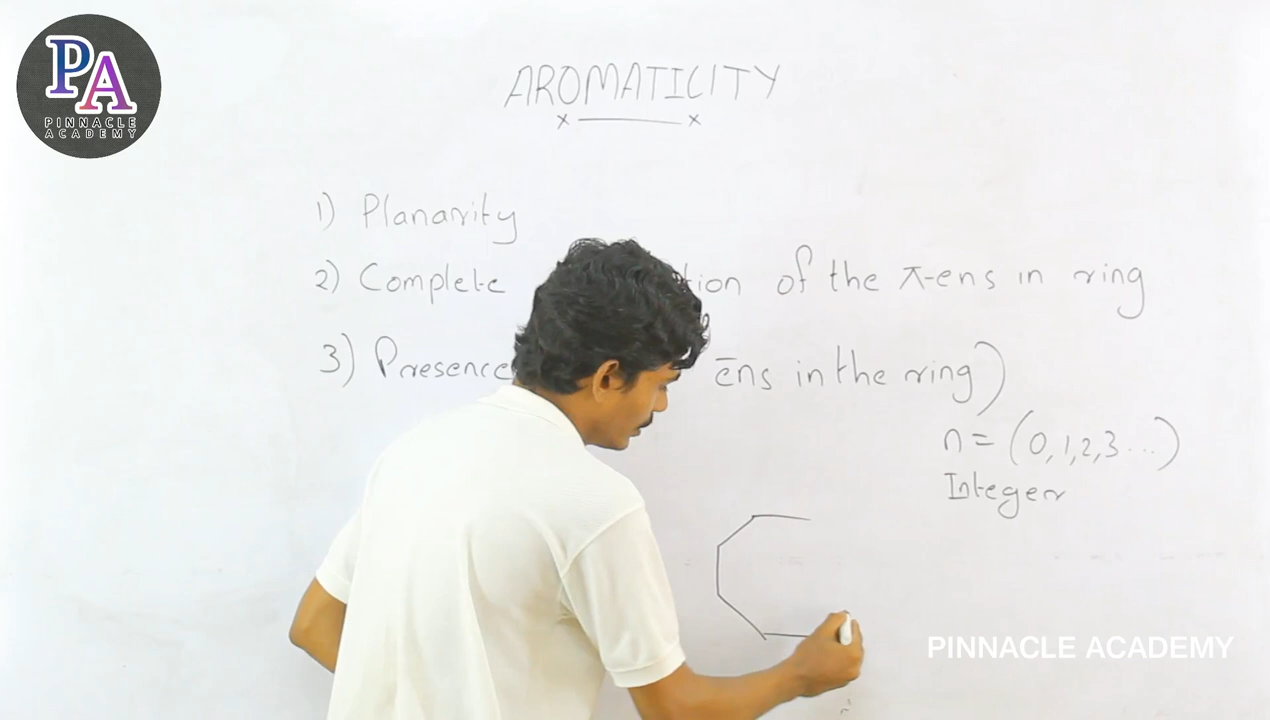 PA
PINNACLE
ACADEMY
AROMATICITY
1) Planarity
2) Complete tion of the π-ens in ring
3) Presence ēns in the ring)
n = (0,1,2,3...)
Integer
PINNACLE ACADEMY